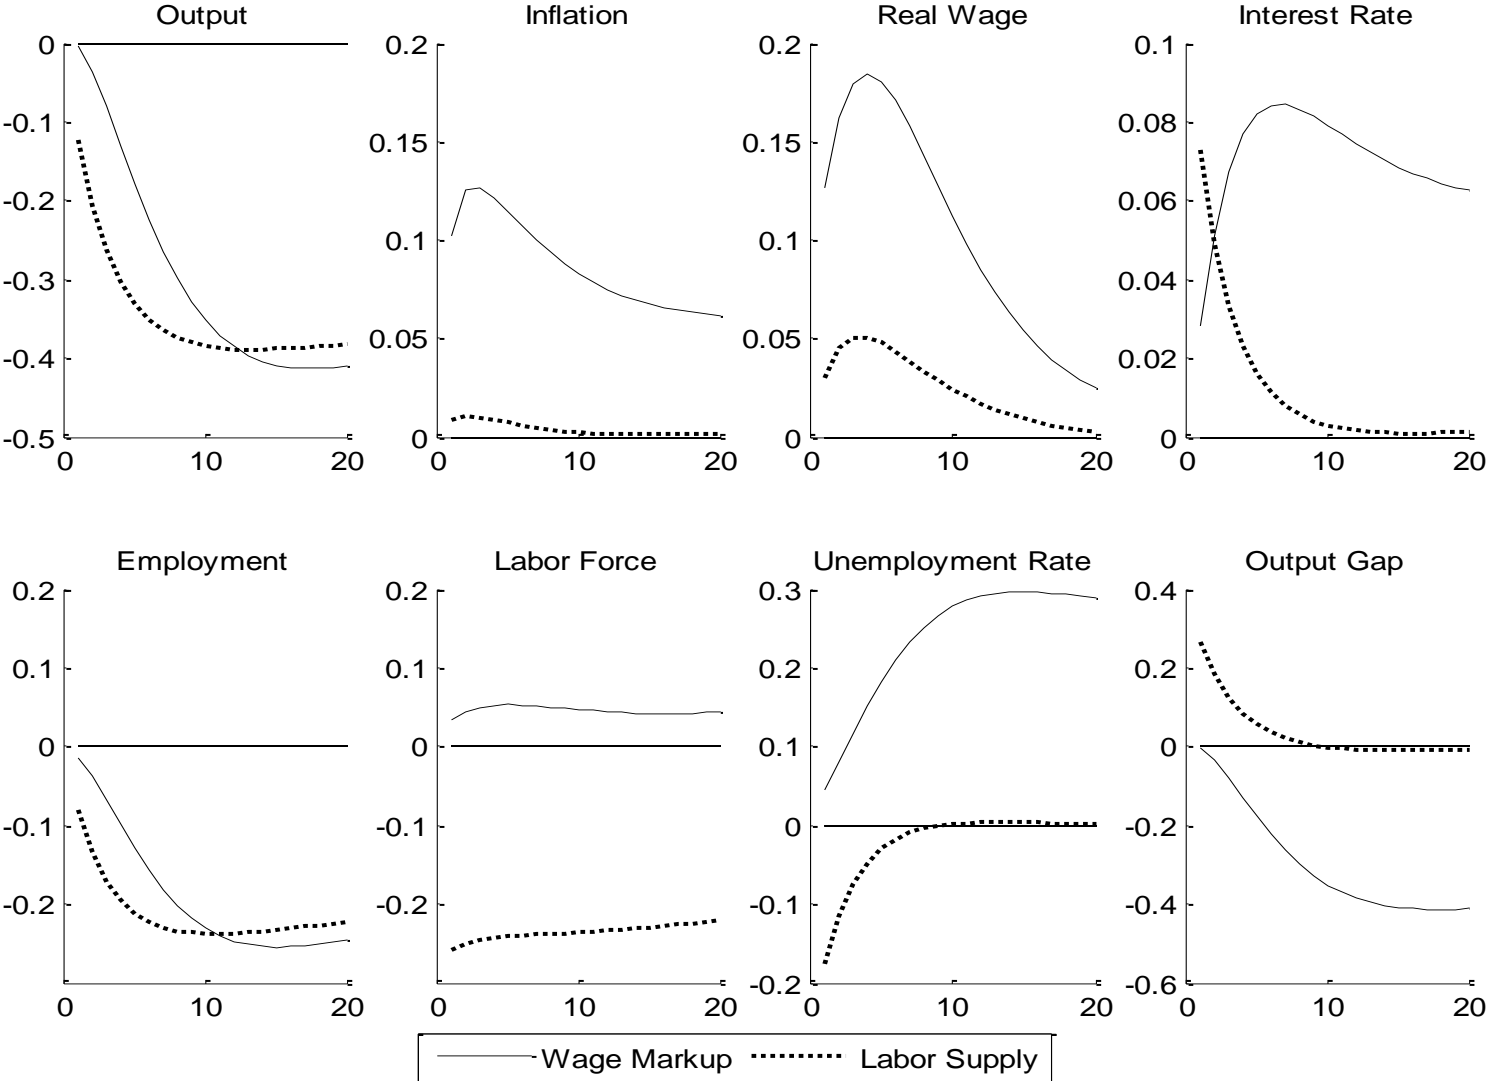 Output Inflation Real Wage Interest Rate
0 0.2 0.2 0.1
-0.1 0.08
0.15 0.15
-0.2 0.06
0.1 0.1
-0.3 0.04
0.05 0.05
-0.4 0.02
-0.5 0 0 0
0 10 20 0 10 20 0 10 20 0 10 20
Employment Labor Force Unemployment Rate Output Gap
0.2 0.2 0.3 0.4
0.1 0.1 0.2 0.2
0 0 0.1 0
-0.1 -0.1 0 -0.2
-0.2 -0.2 -0.1 -0.4
-0.2 -0.6
0 10 20 0 10 20 0 10 20 0 10 20
Wage Markup Labor Supply